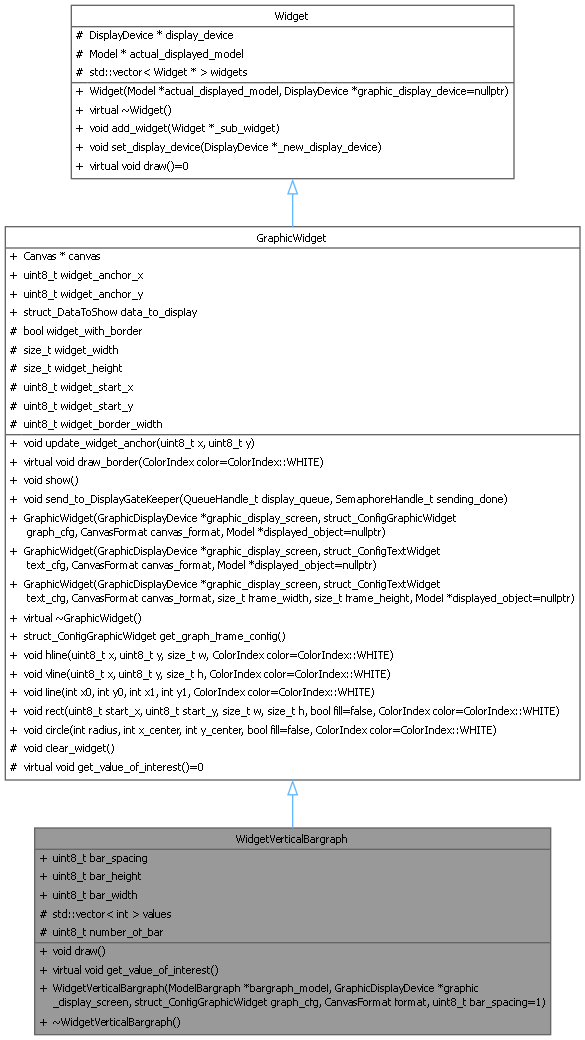 Widget
# DisplayDevice * display_device
# Model * actual_displayed_model
# std::vector< Widget * > widgets
+ Widget(Model *actual_displayed_model, DisplayDevice *graphic_display_device=nullptr)
+ virtual ~Widget()
+ void add_widget(Widget *_sub_widget)
+ void set_display_device(DisplayDevice *_new_display_device)
+ virtual void draw()=0
GraphicWidget
+ Canvas * canvas
+ uint8_t widget_anchor_x
+ uint8_t widget_anchor_y
+ struct_DataToShow data_to_display
# bool widget_with_border
# size_t widget_width
# size_t widget_height
# uint8_t widget_start_x
# uint8_t widget_start_y
# uint8_t widget_border_width
+ void update_widget_anchor(uint8_t x, uint8_t y)
+ virtual void draw_border(ColorIndex color=ColorIndex::WHITE)
+ void show()
+ void send_to_DisplayGateKeeper(QueueHandle_t display_queue, SemaphoreHandle_t sending_done)
+ GraphicWidget(GraphicDisplayDevice *graphic_display_screen, struct_ConfigGraphicWidget
graph_cfg, CanvasFormat canvas_format, Model *displayed_object=nullptr)
+ GraphicWidget(GraphicDisplayDevice *graphic_display_screen, struct_ConfigTextWidget
text_cfg, CanvasFormat canvas_format, Model *displayed_object=nullptr)
+ GraphicWidget(GraphicDisplayDevice *graphic_display_screen, struct_ConfigTextWidget
text_cfg, CanvasFormat canvas_format, size_t frame_width, size_t frame_height, Model *displayed_object=nullptr)
+ virtual ~GraphicWidget()
+ struct_ConfigGraphicWidget get_graph_frame_config()
+ void hline(uint8_t x, uint8_t y, size_t w, ColorIndex color=ColorIndex::WHITE)
+ void vline(uint8_t x, uint8_t y, size_t h, ColorIndex color=ColorIndex::WHITE)
+ void line(int x0, int y0, int x1, int y1, ColorIndex color=ColorIndex::WHITE)
+ void rect(uint8_t start_x, uint8_t start_y, size_t w, size_t h, bool fill=false, ColorIndex color=ColorIndex::WHITE)
+ void circle(int radius, int x_center, int y_center, bool fill=false, ColorIndex color=ColorIndex::WHITE)
# void clear_widget()
# virtual void get_value_of_interest()=0
WidgetVerticalBargraph
+ uint8_t bar_spacing
+ uint8_t bar_height
+ uint8_t bar_width
# std::vector< int > values
# uint8_t number_of_bar
+ void draw()
+ virtual void get_value_of_interest()
+ WidgetVerticalBargraph(ModelBargraph *bargraph_model, GraphicDisplayDevice *graphic
_display_screen, struct_ConfigGraphicWidget graph_cfg, CanvasFormat format, uint8_t bar_spacing=1)
+ ~WidgetVerticalBargraph()